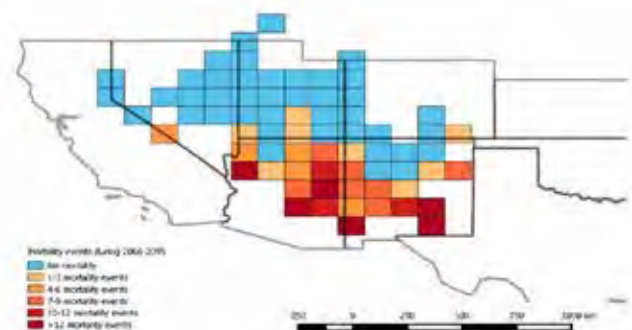 Mortality events during 2066-2095
No mortality
1-3 mortality events
4-6 mortality events
7-9 mortality events
10-12 mortality events
>12 mortality events
250 0 250 500